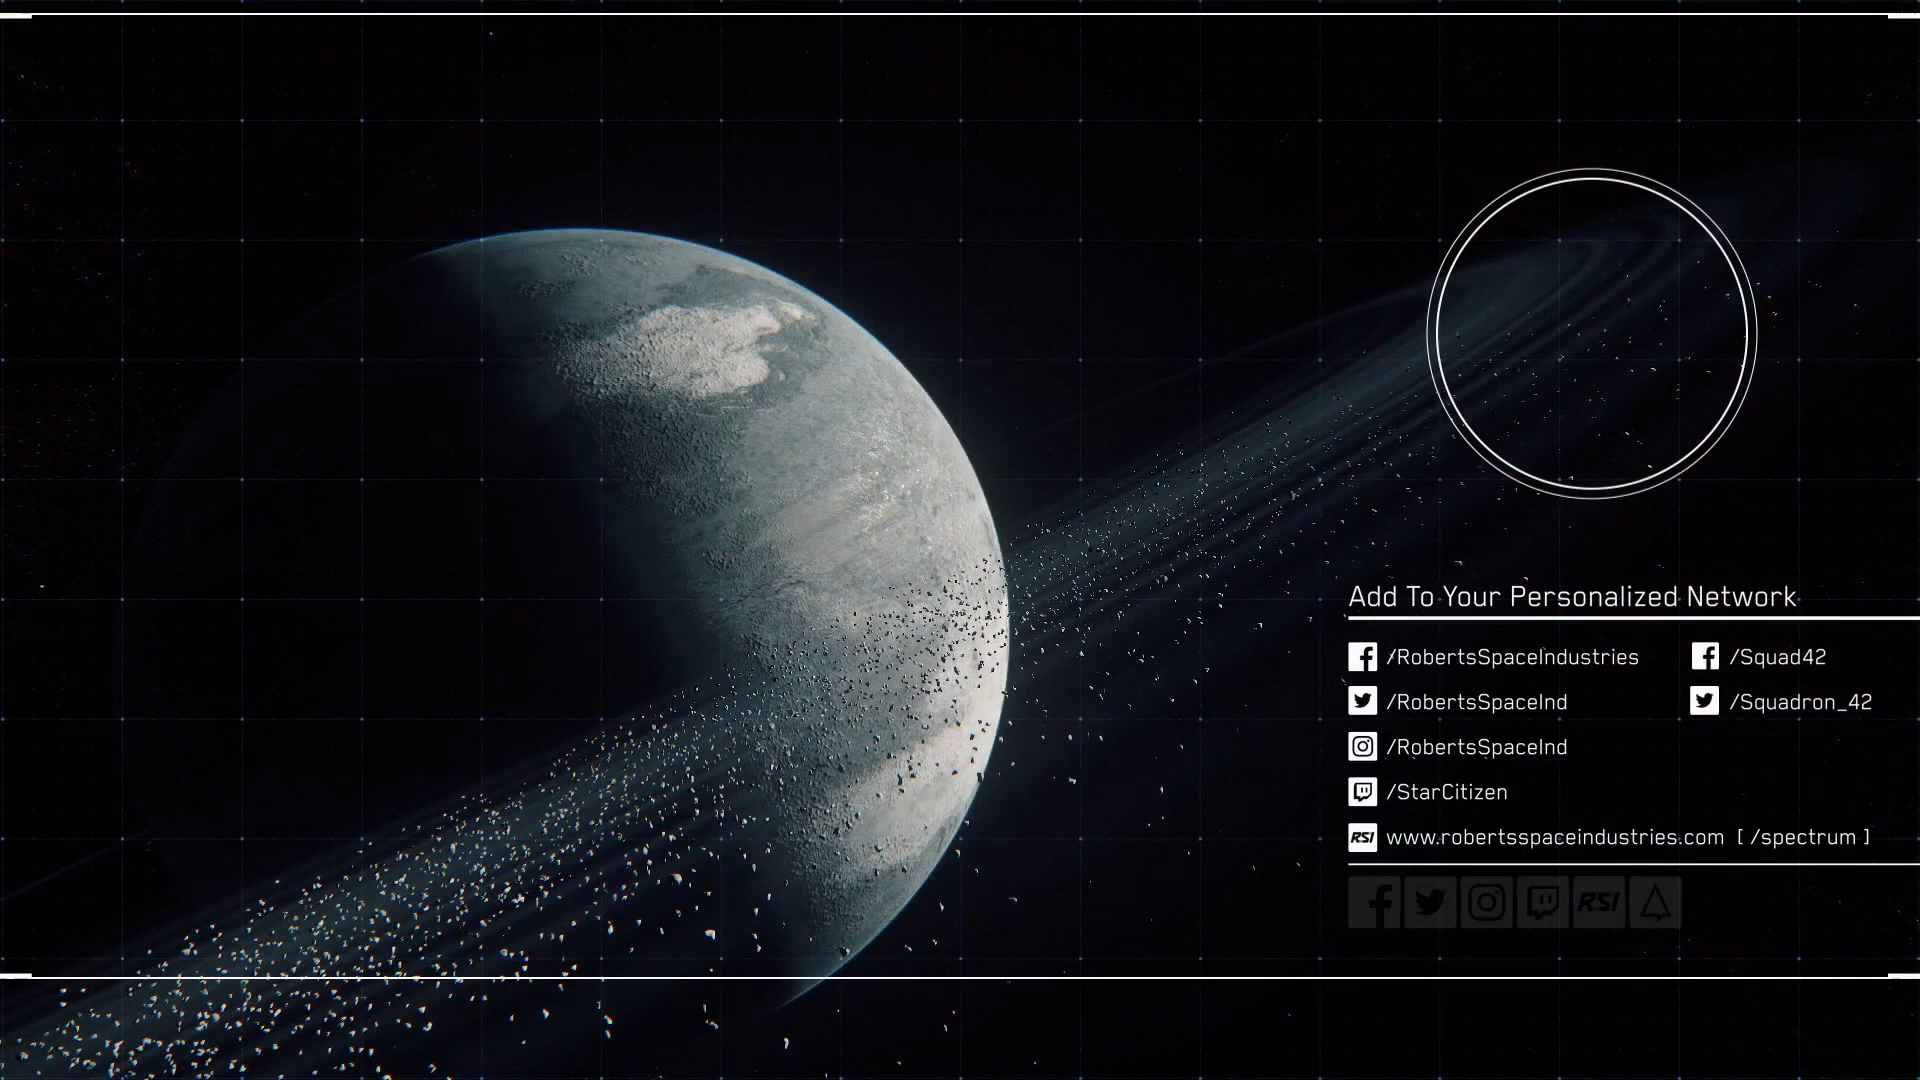 Add To Your Personalized Network
/RobertsSpaceIndustries /Squad42
/RobertsSpaceInd /Squadron_42
/RobertsSpaceInd
/StarCitizen
RSI www.robertsspaceindustries.com [ /spectrum ]
RSI